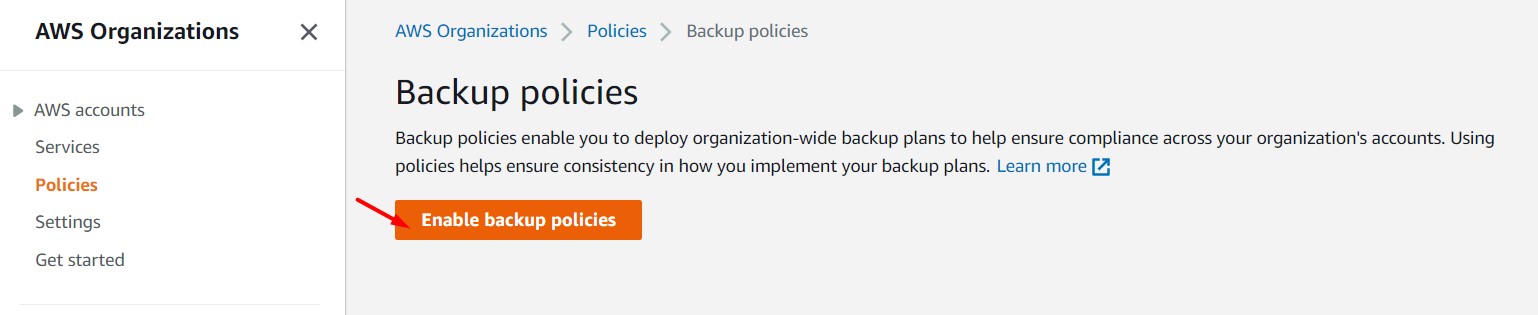 AWS Organizations
AWS accounts
Services
Policies
Settings
Get started
AWS Organizations > Policies > Backup policies
Backup policies
Backup policies enable you to deploy organization-wide backup plans to help ensure compliance across your organization's accounts. Using
policies helps ensure consistency in how you implement your backup plans. Learn more
Enable backup policies